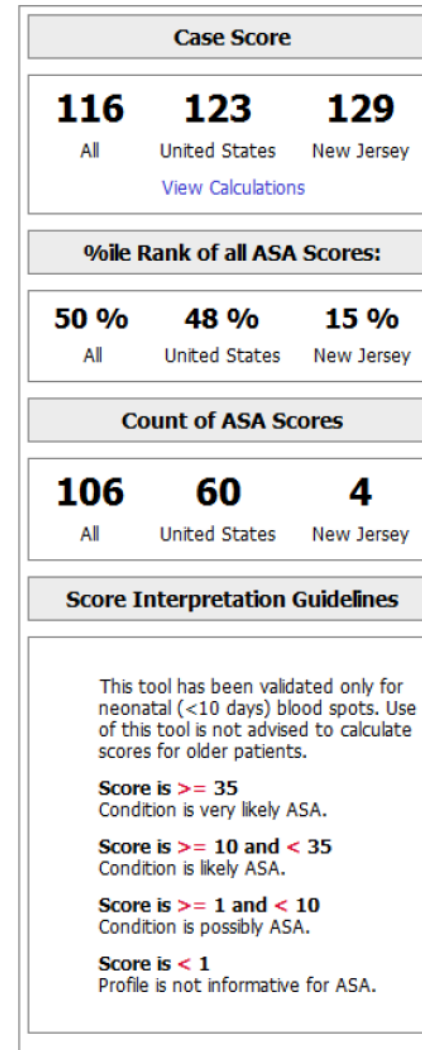 Case Score
116 123 129
All United States New Jersey
View Calculations
%ile Rank of all ASA Scores:
50 % 48 % 15 %
All United States New Jersey
Count of ASA Scores
106 60 4
All United States New Jersey
Score Interpretation Guidelines
This tool has been validated only for
neonatal (<10 days) blood spots. Use
of this tool is not advised to calculate
scores for older patients.
Score is >= 35
Condition is very likely ASA.
Score is >= 10 and < 35
Condition is likely ASA.
Score is >= 1 and < 10
Condition is possibly ASA.
Score is < 1
Profile is not informative for ASA.